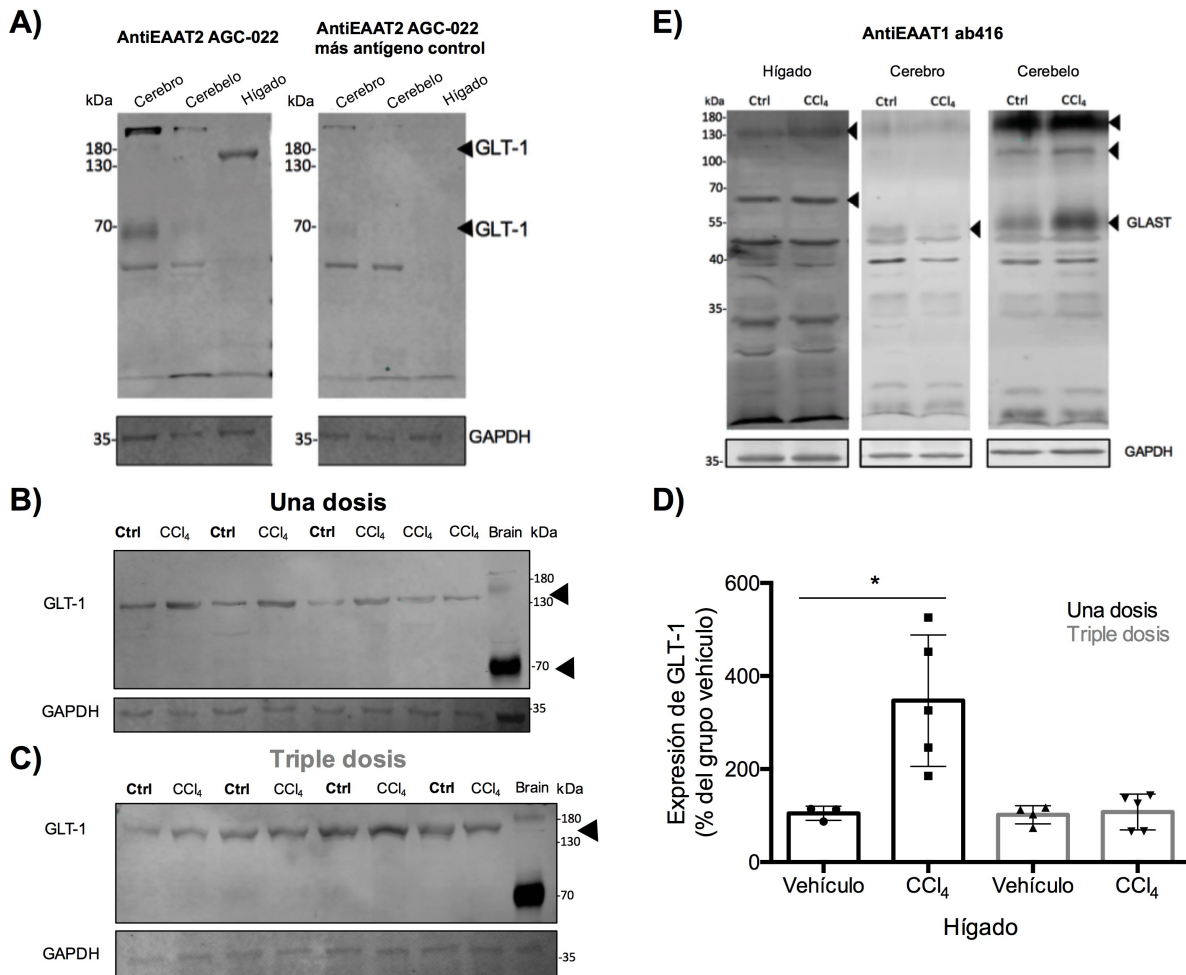 A)
AntiEAAT2 AGC-022
AntiEAAT2 AGC-022
más antígeno control
kDa
Cerebro
Cerebelo
Hígado
kDa
Cerebro
Cerebelo
Hígado
180-
130-
70-
180-
130-
70-
GLT-1
GLT-1
35-
35-
GAPDH
B)
Una dosis
Ctrl CCl₄ Ctrl CCl₄ Ctrl CCl₄ CCl₄ CCl₄ Brain kDa
GLT-1
-180
-130
-70
GAPDH
-35
C)
Triple dosis
Ctrl CCl₄ Ctrl CCl₄ Ctrl CCl₄ Ctrl CCl₄ Brain kDa
GLT-1
-180
-130
-70
GAPDH
-35
E)
AntiEAAT1 ab416
Hígado Cerebro Cerebelo
kDa Ctrl CCl₄ Ctrl CCl₄ Ctrl CCl₄
180-
130-
100-
70-
55-
40-
35-
GLAST
35-
GAPDH
D)
Expresión de GLT-1
(% del grupo vehículo)
600
400
200
0
*
Una dosis
Triple dosis
Vehículo CCl₄ Vehículo CCl₄
Hígado